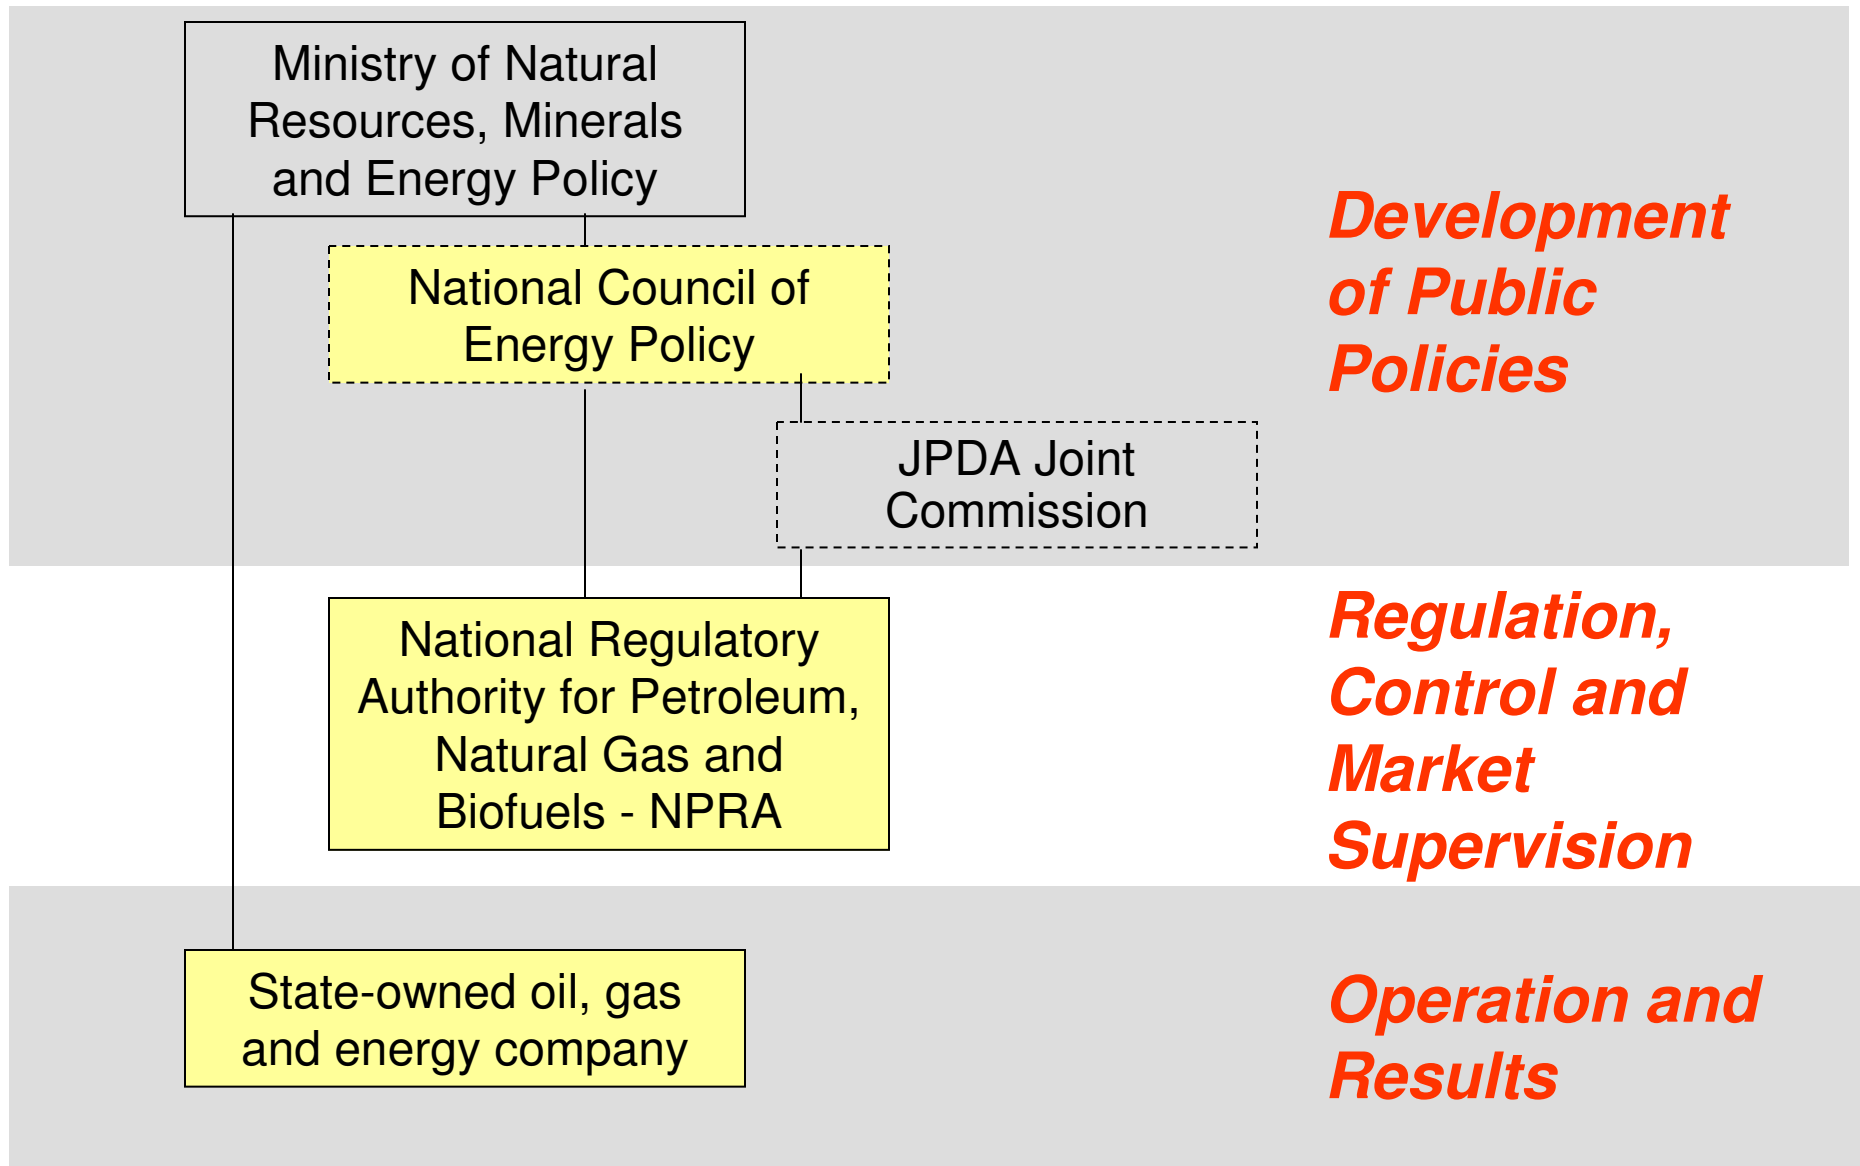 Ministry of Natural
Resources, Minerals
and Energy Policy
National Council of
Energy Policy
JPDA Joint
Commission
Development
of Public
Policies
National Regulatory
Authority for Petroleum,
Natural Gas and
Biofuels - NPRA
Regulation,
Control and
Market
Supervision
State-owned oil, gas
and energy company
Operation and
Results